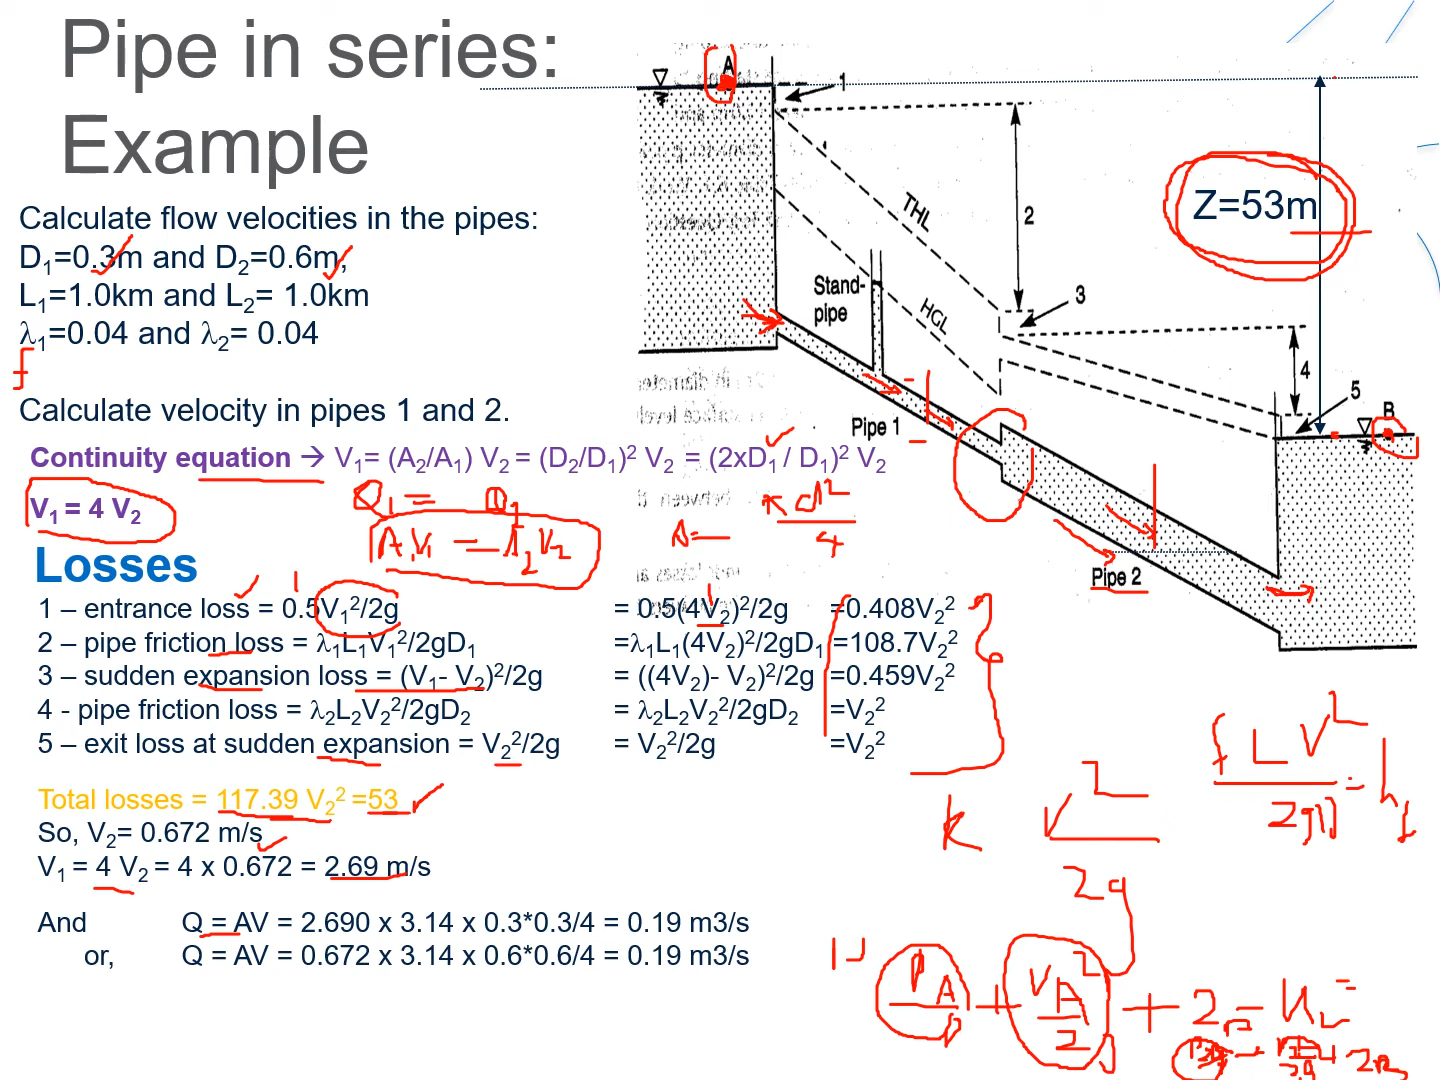 Pipe in series:
Example
Calculate flow velocities in the pipes:
D₁=0.3m and D₂=0.6m,
L₁=1.0km and L₂= 1.0km
λ₁=0.04 and λ₂= 0.04
f
Calculate velocity in pipes 1 and 2.
Continuity equation → V₁= (A₂/A₁) V₂ = (D₂/D₁)² V₂ = (2xD₁ / D₁)² V₂
V₁ = 4 V₂
A₁V₁ = A₂V₂
A = πd²/4
Losses
1 – entrance loss = 0.5V₁²/2g = 0.5(4V₂)²/2g =0.408V₂²
2 – pipe friction loss = λ₁L₁V₁²/2gD₁ =λ₁L₁(4V₂)²/2gD₁ =108.7V₂²
3 – sudden expansion loss = (V₁- V₂)²/2g = ((4V₂)- V₂)²/2g =0.459V₂²
4 - pipe friction loss = λ₂L₂V₂²/2gD₂ = λ₂L₂V₂²/2gD₂ =V₂²
5 – exit loss at sudden expansion = V₂²/2g = V₂²/2g =V₂²
Total losses = 117.39 V₂² =53
So, V₂= 0.672 m/s
V₁ = 4 V₂ = 4 x 0.672 = 2.69 m/s
And Q = AV = 2.690 x 3.14 x 0.3*0.3/4 = 0.19 m3/s
or, Q = AV = 0.672 x 3.14 x 0.6*0.6/4 = 0.19 m3/s
A
1
Z=53m
THL
2
Stand-
pipe
HGL
3
4
5
B
Pipe 1
Pipe 2
K V²/2g
f L V²/2gD = hf